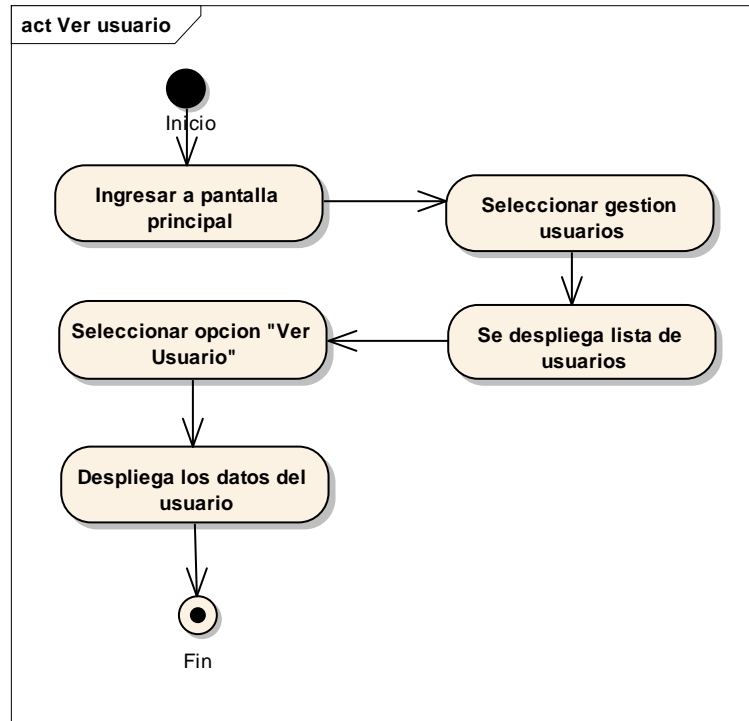 act Ver usuario
Inicio
Ingresar a pantalla
principal
Seleccionar gestion
usuarios
Se despliega lista de
usuarios
Seleccionar opcion "Ver
Usuario"
Despliega los datos del
usuario
Fin